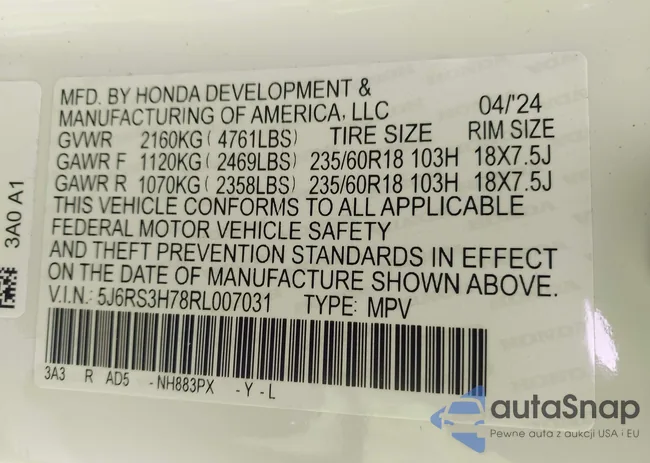 MFD. BY HONDA DEVELOPMENT &
MANUFACTURING OF AMERICA, LLC 04/'24
GVWR 2160KG ( 4761LBS) TIRE SIZE RIM SIZE
GAWR F 1120KG ( 2469LBS) 235/60R18 103H 18X7.5J
GAWR R 1070KG ( 2358LBS) 235/60R18 103H 18X7.5J
THIS VEHICLE CONFORMS TO ALL APPLICABLE
FEDERAL MOTOR VEHICLE SAFETY
AND THEFT PREVENTION STANDARDS IN EFFECT
ON THE DATE OF MANUFACTURE SHOWN ABOVE.
V.I.N.: 5J6RS3H78RL007031 TYPE: MPV
3A3 R AD5 -NH883PX -Y-L
3A0 A1
autaSnap
Pewne auta z aukcji USA i EU